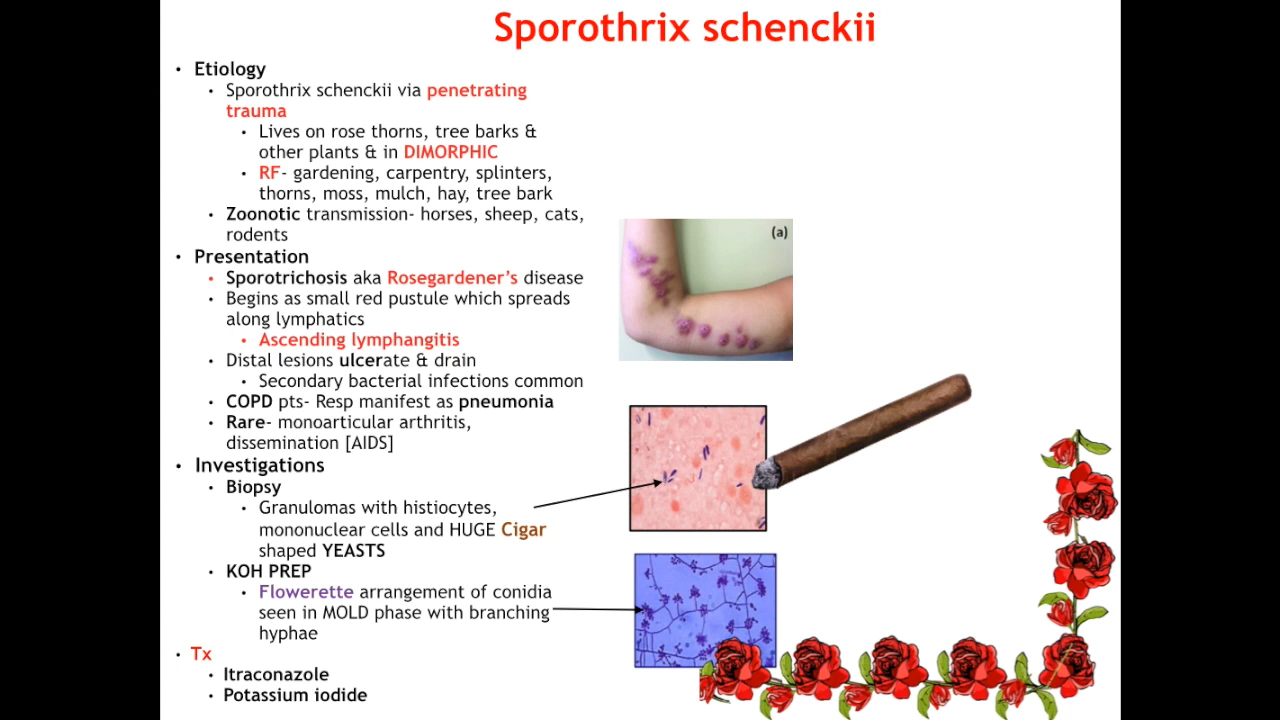 Sporothrix schenckii
• Etiology
• Sporothrix schenckii via penetrating
trauma
• Lives on rose thorns, tree barks &
other plants & in DIMORPHIC
• RF- gardening, carpentry, splinters,
thorns, moss, mulch, hay, tree bark
• Zoonotic transmission- horses, sheep, cats,
rodents
• Presentation
• Sporotrichosis aka Rosegardener's disease
• Begins as small red pustule which spreads
along lymphatics
• Ascending lymphangitis
• Distal lesions ulcerate & drain
• Secondary bacterial infections common
• COPD pts- Resp manifest as pneumonia
• Rare- monoarticular arthritis,
dissemination [AIDS]
• Investigations
• Biopsy
• Granulomas with histiocytes,
mononuclear cells and HUGE Cigar
shaped YEASTS
• KOH PREP
• Flowerette arrangement of conidia
seen in MOLD phase with branching
hyphae
• Tx
• Itraconazole
• Potassium iodide
(a)